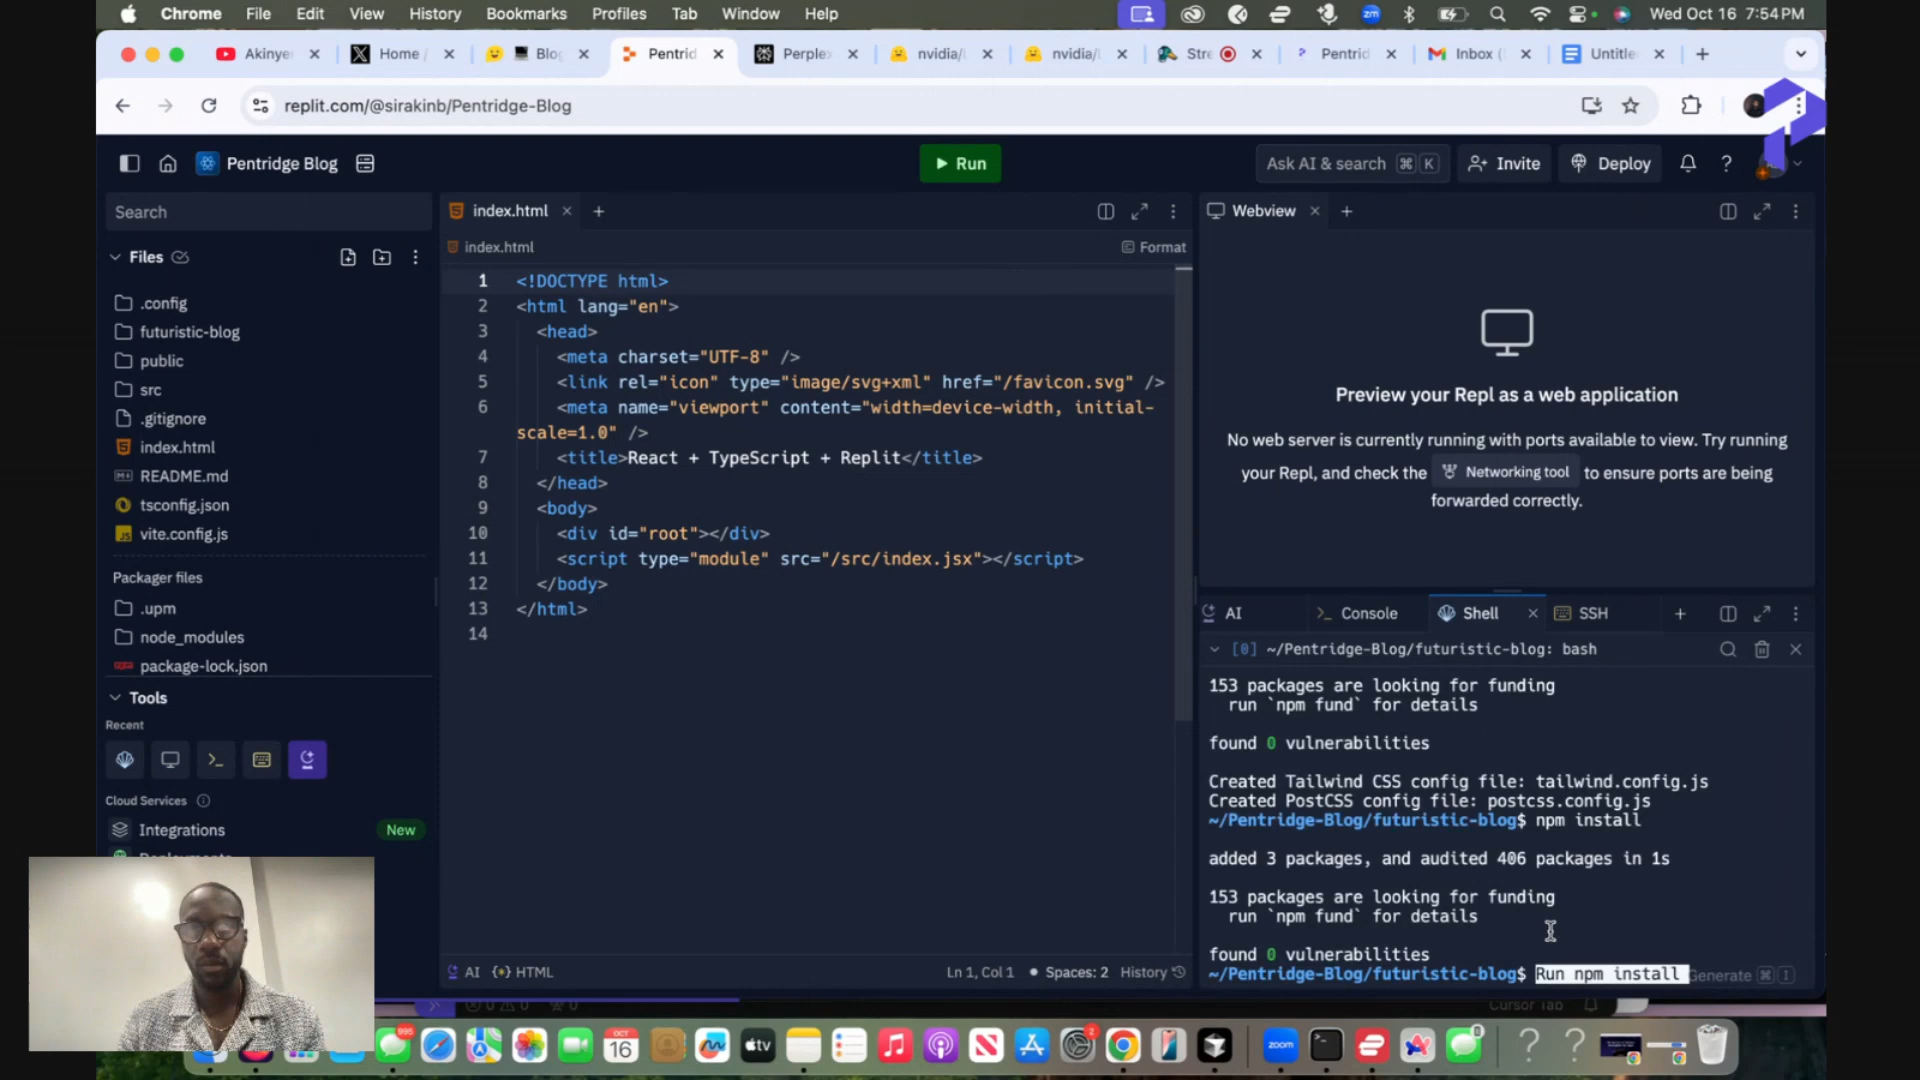 Chrome File Edit View History Bookmarks Profiles Tab Window Help
zm
Wed Oct 16 7:54 PM
Akinye
Home /
Blog
Pentrid
Perplex
nvidia/
nvidia/
Stre
Pentrid
Inbox (
Untitle
replit.com/@sirakinb/Pentridge-Blog
Pentridge Blog
Run
Ask AI & search ⌘ K
Invite
Deploy
Search
index.html
Webview
Files
index.html
Format
.config
futuristic-blog
public
src
.gitignore
index.html
README.md
tsconfig.json
vite.config.js
Packager files
.upm
node_modules
package-lock.json
Tools
Recent
Cloud Services
Integrations New
1 <!DOCTYPE html>
2 <html lang="en">
3 <head>
4 <meta charset="UTF-8" />
5 <link rel="icon" type="image/svg+xml" href="/favicon.svg" />
6 <meta name="viewport" content="width=device-width, initial-
scale=1.0" />
7 <title>React + TypeScript + Replit</title>
8 </head>
9 <body>
10 <div id="root"></div>
11 <script type="module" src="/src/index.jsx"></script>
12 </body>
13 </html>
14
AI {} HTML
Ln 1, Col 1 Spaces: 2 History
Preview your Repl as a web application
No web server is currently running with ports available to view. Try running
your Repl, and check the Networking tool to ensure ports are being
forwarded correctly.
AI
Console
Shell
SSH
[0] ~/Pentridge-Blog/futuristic-blog: bash
153 packages are looking for funding
run `npm fund` for details
found 0 vulnerabilities
Created Tailwind CSS config file: tailwind.config.js
Created PostCSS config file: postcss.config.js
~/Pentridge-Blog/futuristic-blog$ npm install
added 3 packages, and audited 406 packages in 1s
153 packages are looking for funding
run `npm fund` for details
found 0 vulnerabilities
~/Pentridge-Blog/futuristic-blog$ Run npm install Generate ⌘ I
Cursor Tab
995
OCT
16
tv
2
zoom